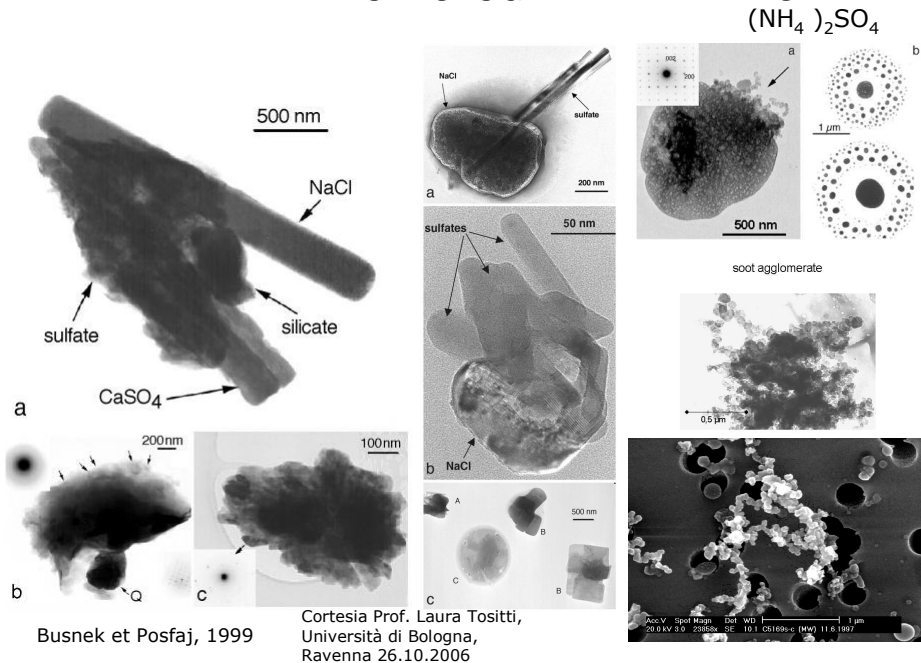 (NH4 )2SO4
500 nm
NaCl
silicate
sulfate
CaSO4
a
200nm
Q
b
100nm
c
NaCl
sulfate
a
200 nm
sulfates
50 nm
b
NaCl
A
500 nm
B
C
B
c
002
200
a
500 nm
b
1 µm
soot agglomerate
0,5 µm
Acc.V Spot Magn Det WD 1 µm
20.0 kV 3.0 23858x SE 10.1 C5169s-c (MW) 11.6.1997
Busnek et Posfaj, 1999
Cortesia Prof. Laura Tositti,
Università di Bologna,
Ravenna 26.10.2006